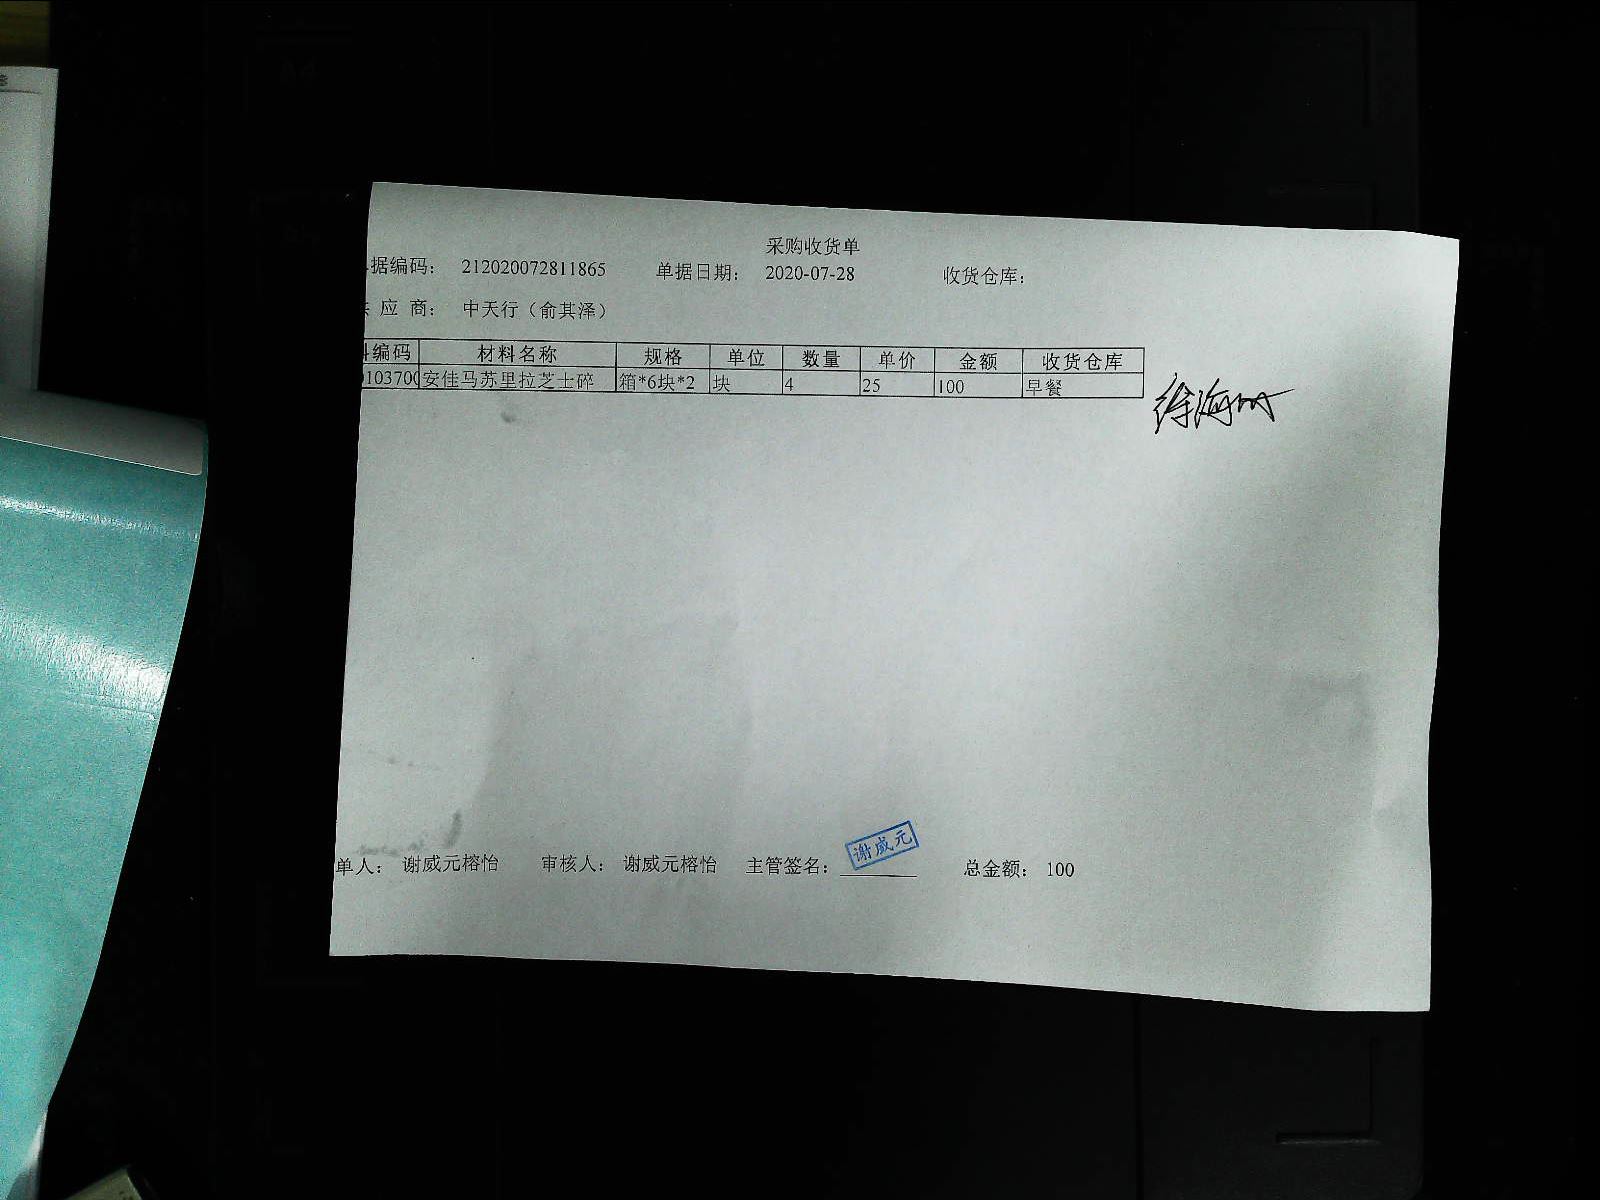 采购收货单
据编码： 212020072811865 单据日期： 2020-07-28 收货仓库：
应 商： 中天行（俞其泽）
编码 材料名称 规格 单位 数量 单价 金额 收货仓库
103700 安佳马苏里拉芝士碎 箱*6块*2 块 4 25 100 早餐
单人： 谢威元榕怡 审核人： 谢威元榕怡 主管签名： 谢威元 总金额： 100